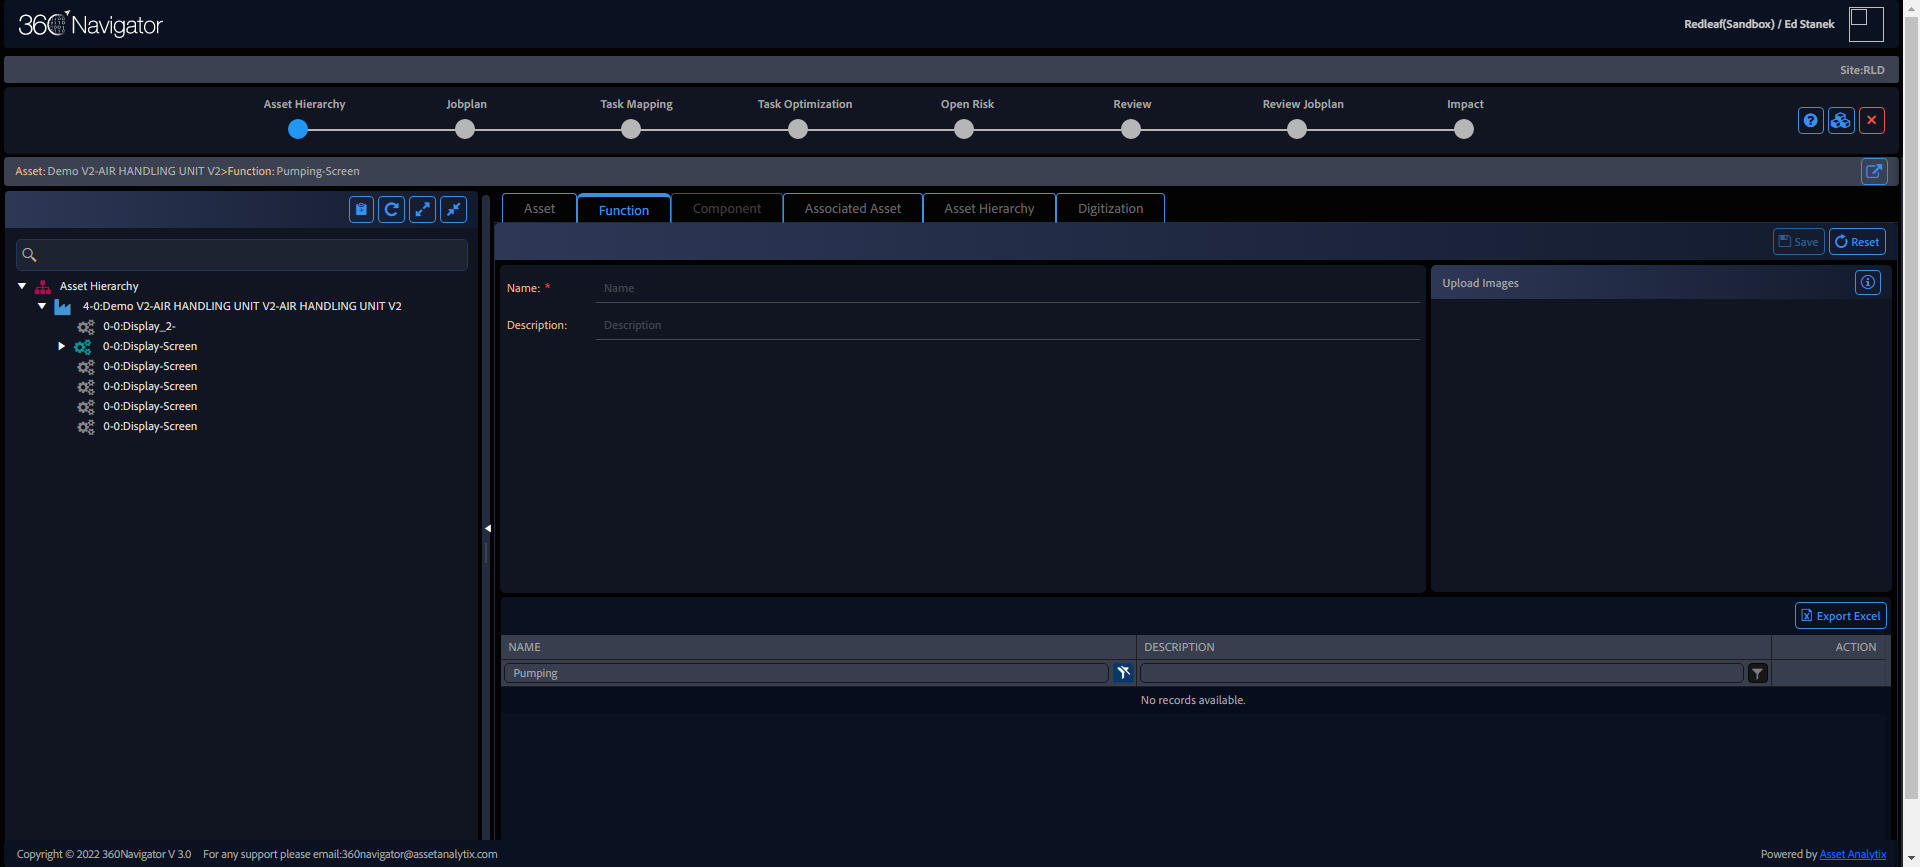 360 Navigator
Redleaf(Sandbox) / Ed Stanek
Site:RLD
Asset Hierarchy Jobplan Task Mapping Task Optimization Open Risk Review Review Jobplan Impact
Asset: Demo V2-AIR HANDLING UNIT V2>Function: Pumping-Screen
Asset Function Component Associated Asset Asset Hierarchy Digitization
Save Reset
Asset Hierarchy
4-0:Demo V2-AIR HANDLING UNIT V2-AIR HANDLING UNIT V2
0-0:Display_2-
0-0:Display-Screen
0-0:Display-Screen
0-0:Display-Screen
0-0:Display-Screen
0-0:Display-Screen
Name: * Name
Description: Description
Upload Images
Export Excel
NAME DESCRIPTION ACTION
Pumping
No records available.
Copyright © 2022 360Navigator V 3.0 For any support please email:360navigator@assetanalytix.com
Powered by Asset Analytix